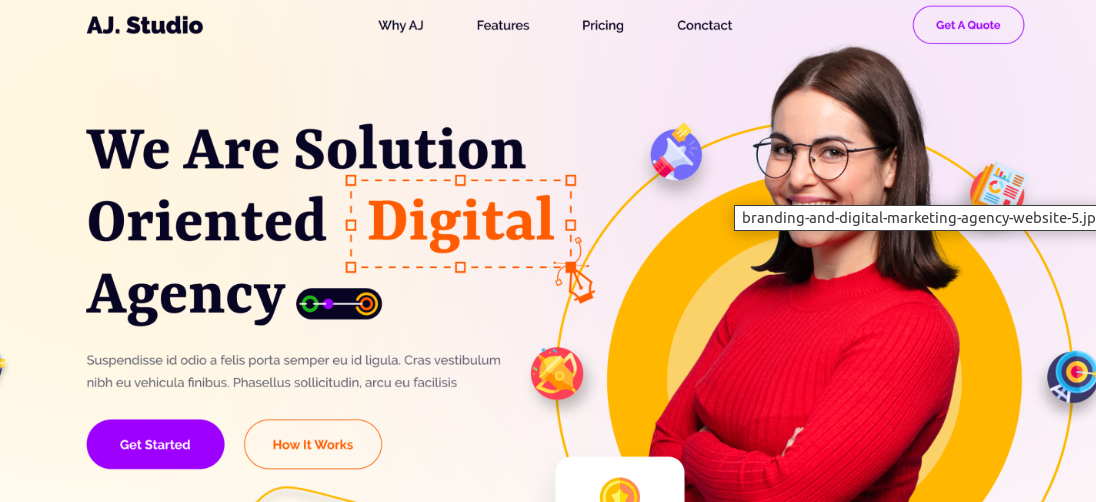 AJ. Studio
Why AJ
Features
Pricing
Conctact
Get A Quote
We Are Solution
Oriented Digital
Agency
branding-and-digital-marketing-agency-website-5.jp
Suspendisse id odio a felis porta semper eu id ligula. Cras vestibulum
nibh eu vehicula finibus. Phasellus sollicitudin, arcu eu facilisis
Get Started
How It Works